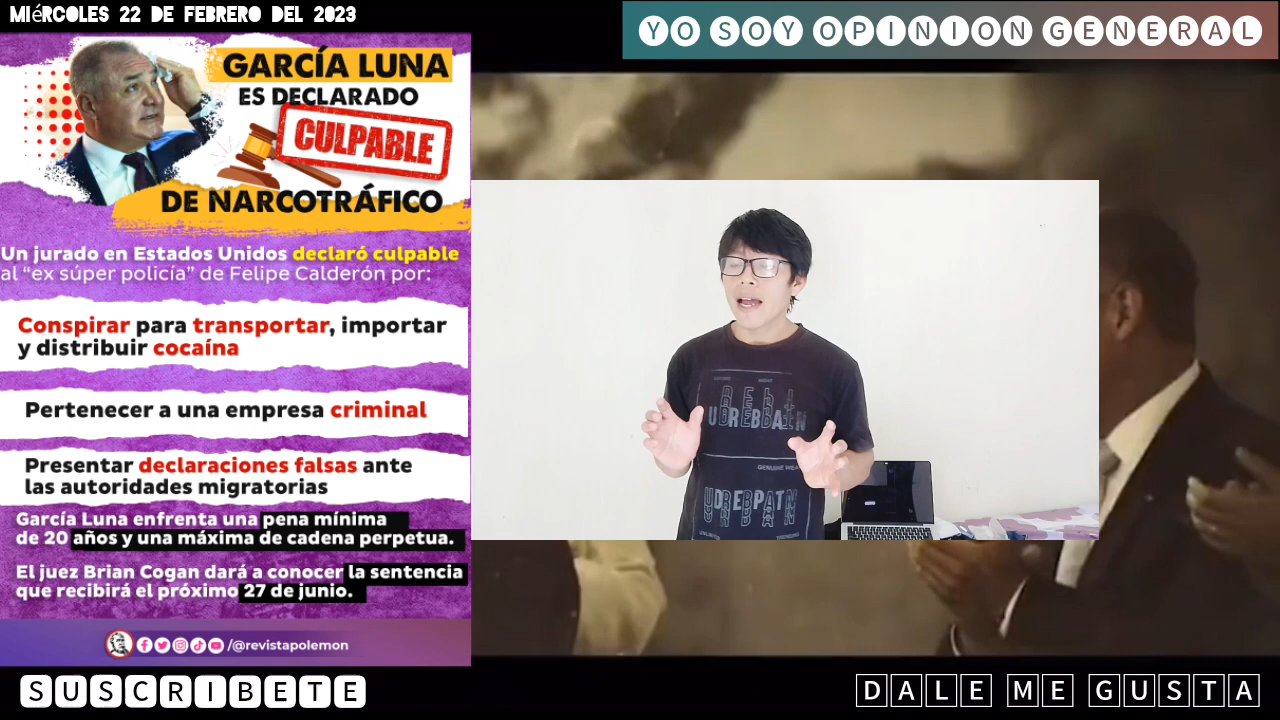 MIéRCOLES 22 DE FEBRERO DEL 2023
YO SOY OPINION GENERAL
GARCÍA LUNA
ES DECLARADO
CULPABLE
DE NARCOTRÁFICO
Un jurado en Estados Unidos declaró culpable
al “ex súper policía” de Felipe Calderón por:
Conspirar para transportar, importar
y distribuir cocaína
Pertenecer a una empresa criminal
Presentar declaraciones falsas ante
las autoridades migratorias
García Luna enfrenta una pena mínima
de 20 años y una máxima de cadena perpetua.
El juez Brian Cogan dará a conocer la sentencia
que recibirá el próximo 27 de junio.
/@revistapolemon
GENUINE WEA
SUSCRIBETE
DALE ME GUSTA